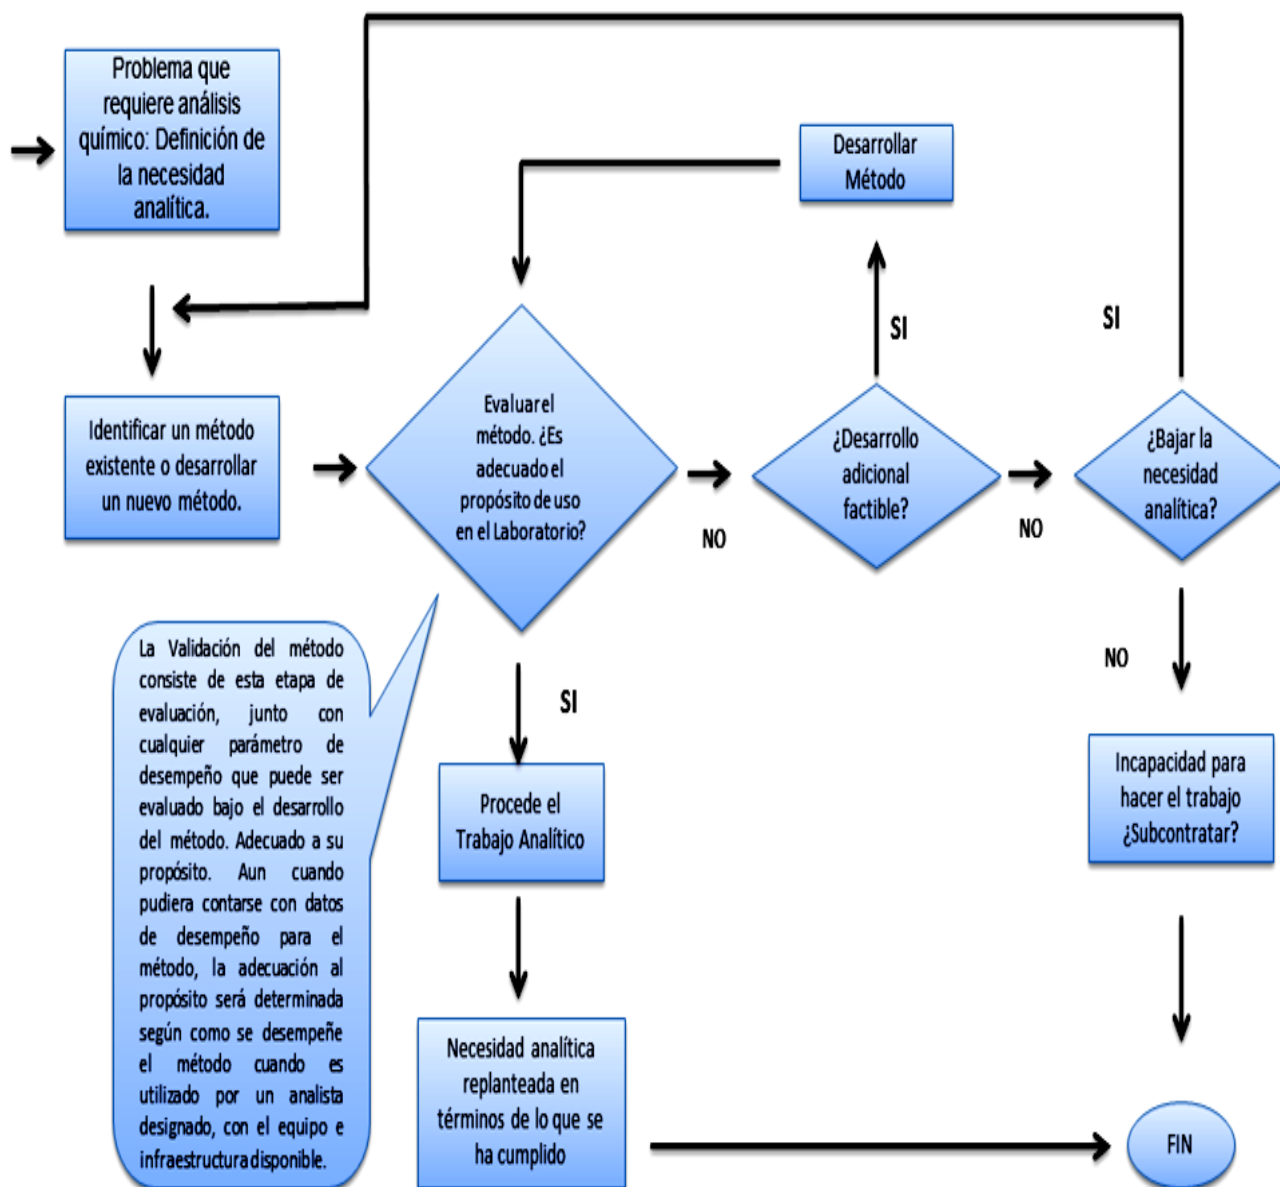 Problema que
requiere análisis
químico: Definición de
la necesidad
analítica.
Desarrollar
Método
SI
SI
Identificar un método
existente o desarrollar
un nuevo método.
Evaluar el
método. ¿Es
adecuado el
propósito de uso
en el Laboratorio?
NO
¿Desarrollo
adicional
factible?
NO
¿Bajar la
necesidad
analítica?
La Validación del método
consiste de esta etapa de
evaluación, junto con
cualquier parámetro de
desempeño que puede ser
evaluado bajo el desarrollo
del método. Adecuado a su
propósito. Aun cuando
pudiera contarse con datos
de desempeño para el
método, la adecuación al
propósito será determinada
según como se desempeñe
el método cuando es
utilizado por un analista
designado, con el equipo e
infraestructura disponible.
SI
NO
Procede el
Trabajo Analítico
Incapacidad para
hacer el trabajo
¿Subcontratar?
Necesidad analítica
replanteada en
términos de lo que se
ha cumplido
FIN